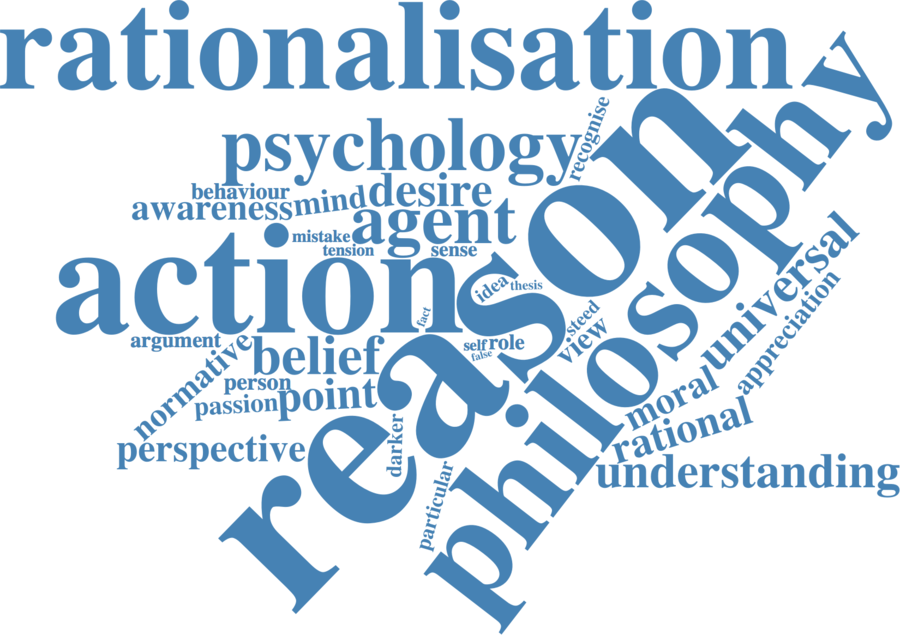 rationalisation
reason
philosophy
recognise
psychology
behaviour
desire
mind
awareness
agent
mistake
tension
sense
action
universal
idea
thesis
appreciation
fact
steed
view
argument
self
role
false
belief
normative
person
point
passion
moral
rational
darker
perspective
particular
understanding